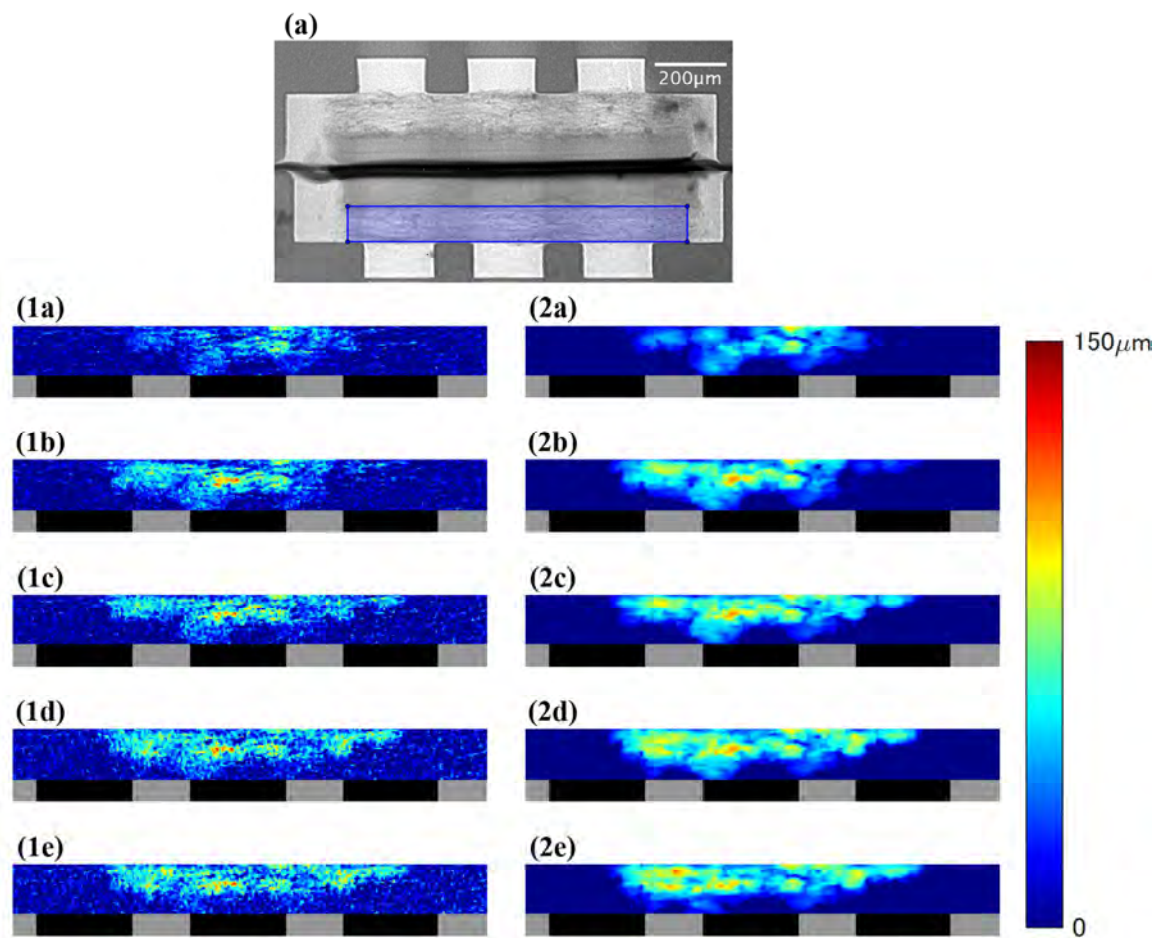 (a)
200μm
(1a)
(2a)
150μm
(1b)
(2b)
(1c)
(2c)
(1d)
(2d)
(1e)
(2e)
0